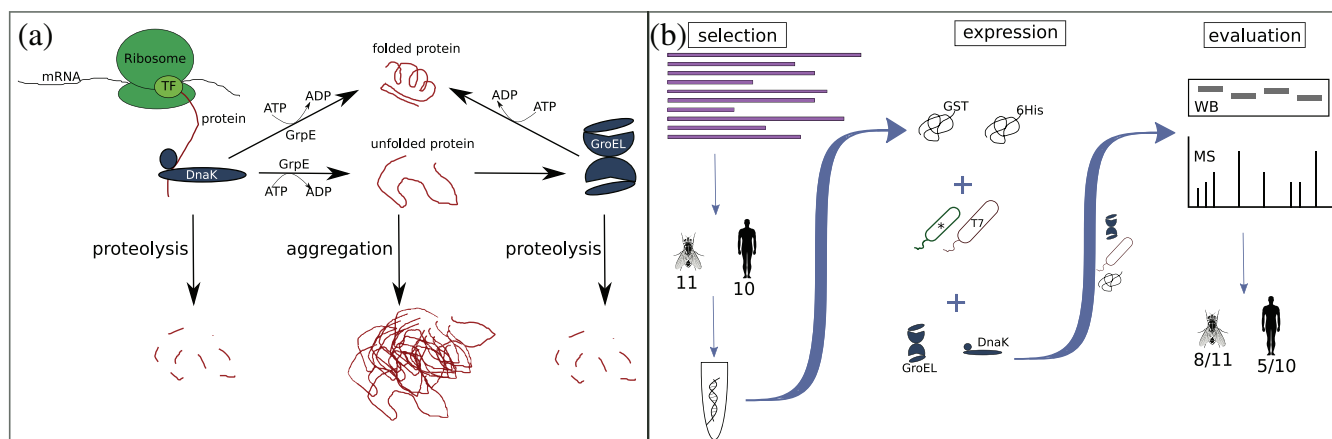 (a)
Ribosome
mRNA
TF
protein
DnaK
ATP
ADP
GrpE
GrpE
ATP
ADP
folded protein
unfolded protein
ADP
ATP
GroEL
proteolysis
aggregation
proteolysis
(b)
selection
11
10
expression
GST
6His
+
*
T7
+
GroEL
DnaK
evaluation
WB
MS
8/11
5/10